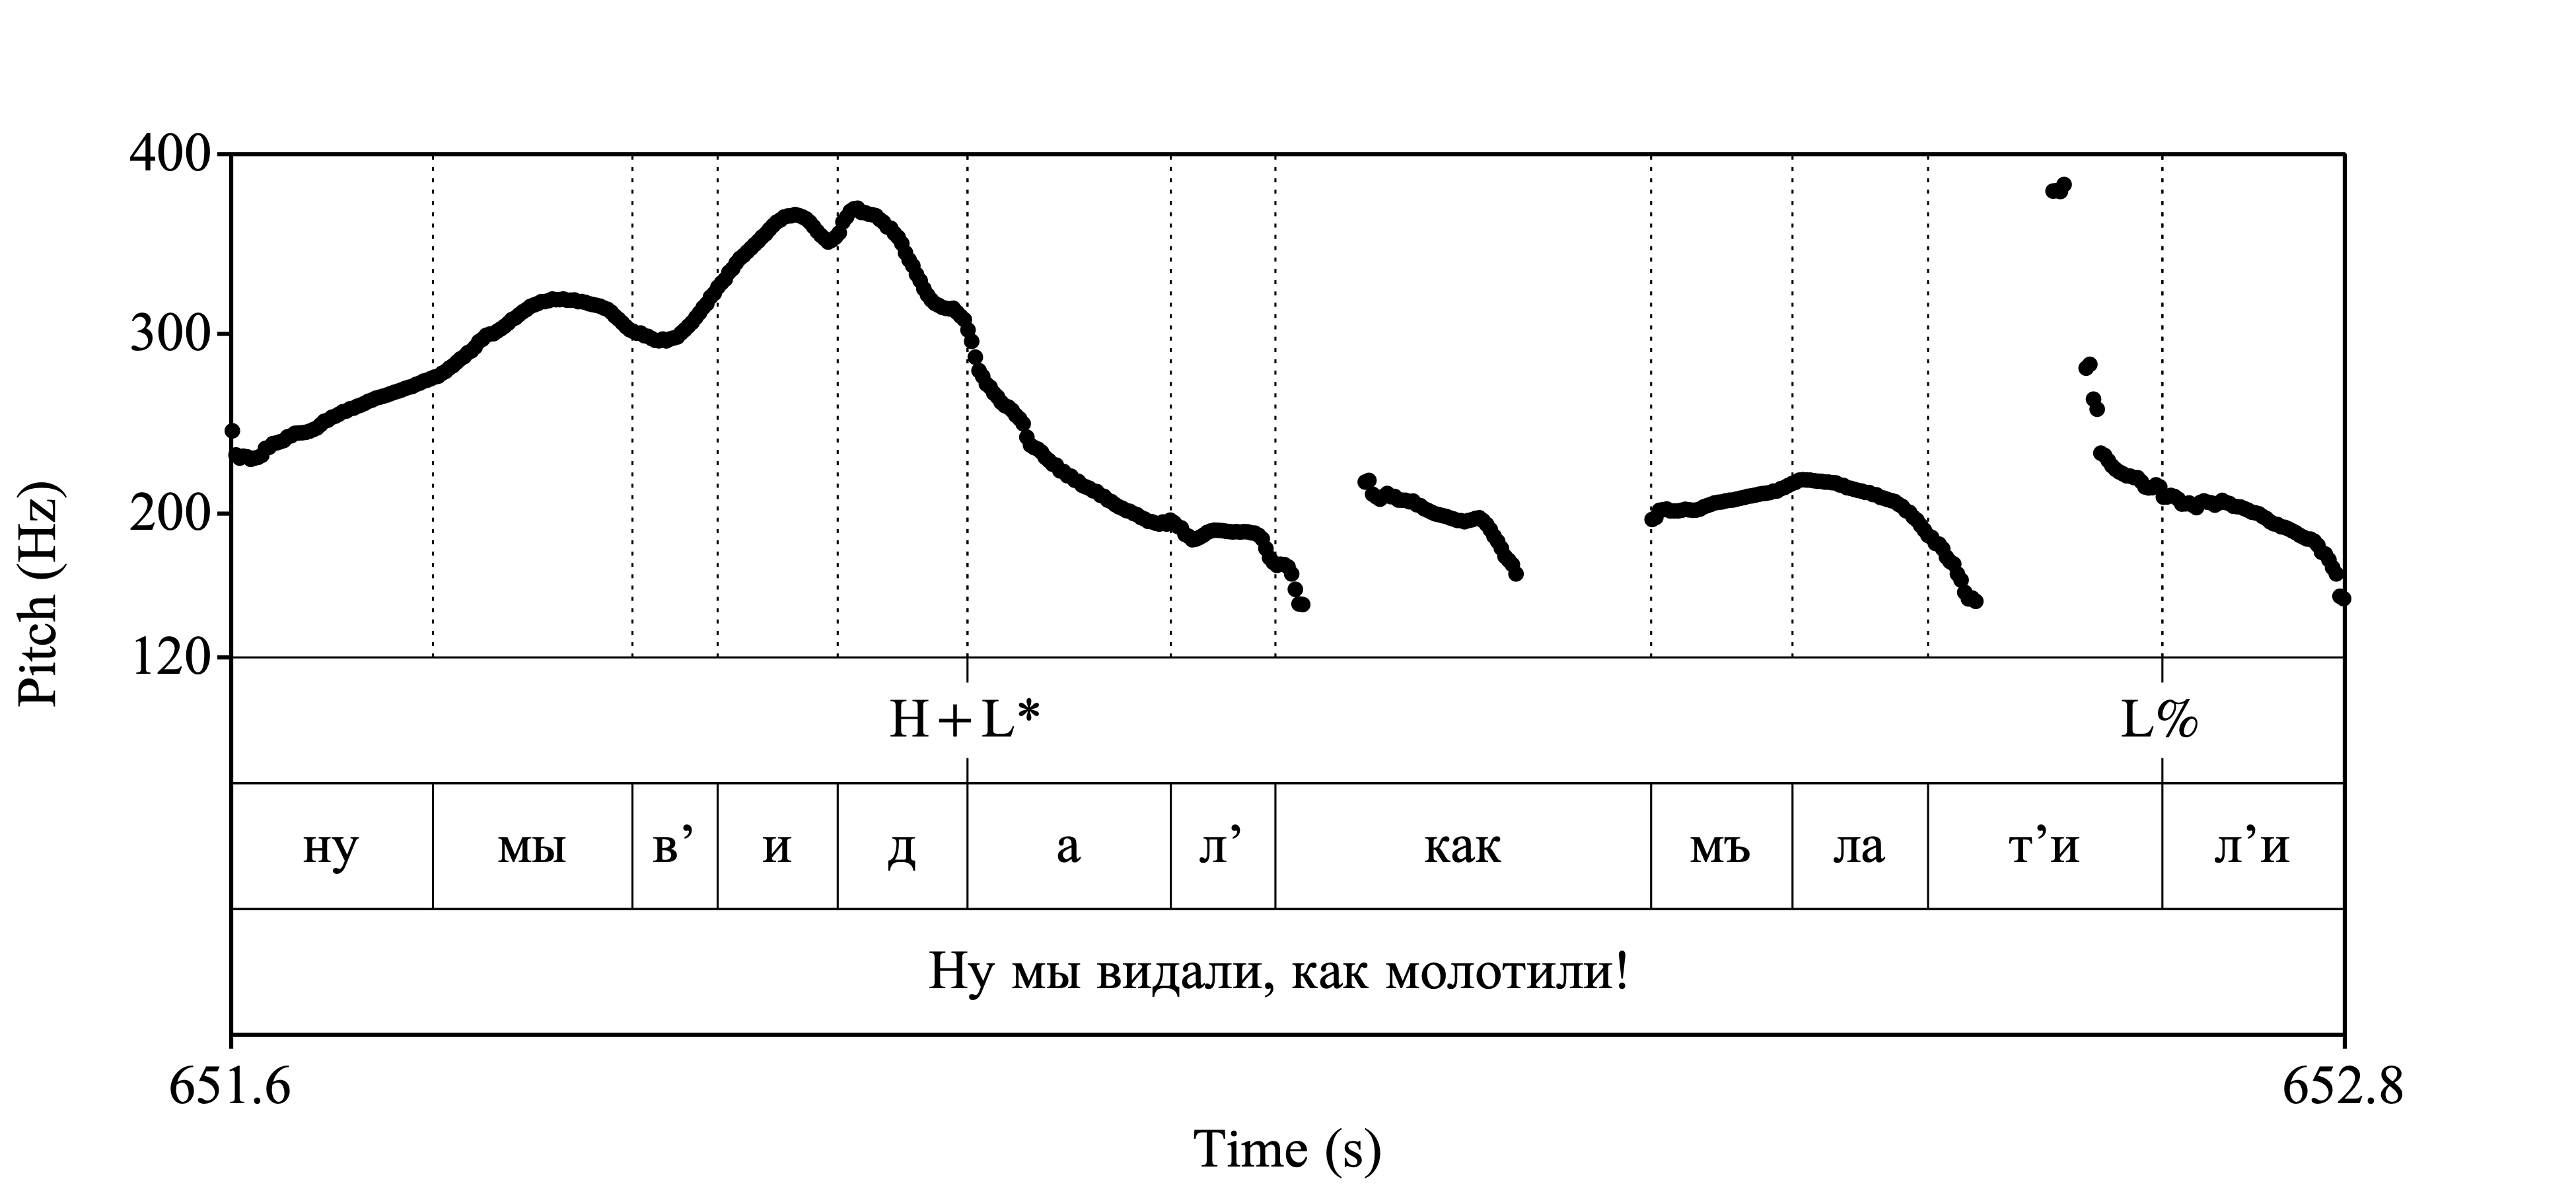 400
300
200
120
Pitch (Hz)
H+L* L%
ну мы в’ и д а л’ как мъ ла т’и л’и
Ну мы видали, как молотили!
651.6 652.8
Time (s)